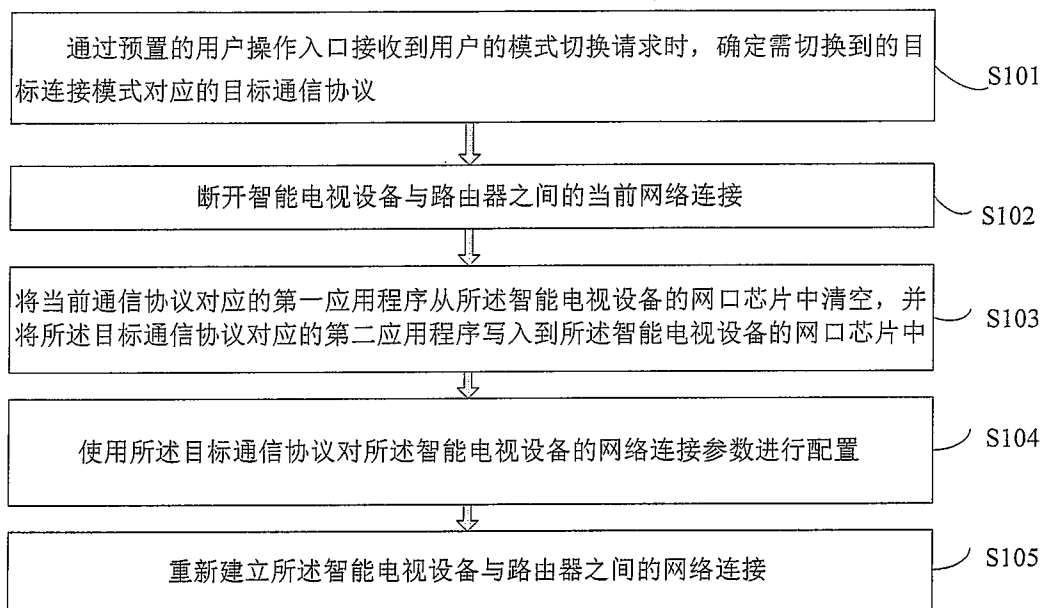 通过预置的用户操作入口接收到用户的模式切换请求时，确定需切换到的目
标连接模式对应的目标通信协议
S101
断开智能电视设备与路由器之间的当前网络连接
S102
将当前通信协议对应的第一应用程序从所述智能电视设备的网口芯片中清空，并
将所述目标通信协议对应的第二应用程序写入到所述智能电视设备的网口芯片中
S103
使用所述目标通信协议对所述智能电视设备的网络连接参数进行配置
S104
重新建立所述智能电视设备与路由器之间的网络连接
S105